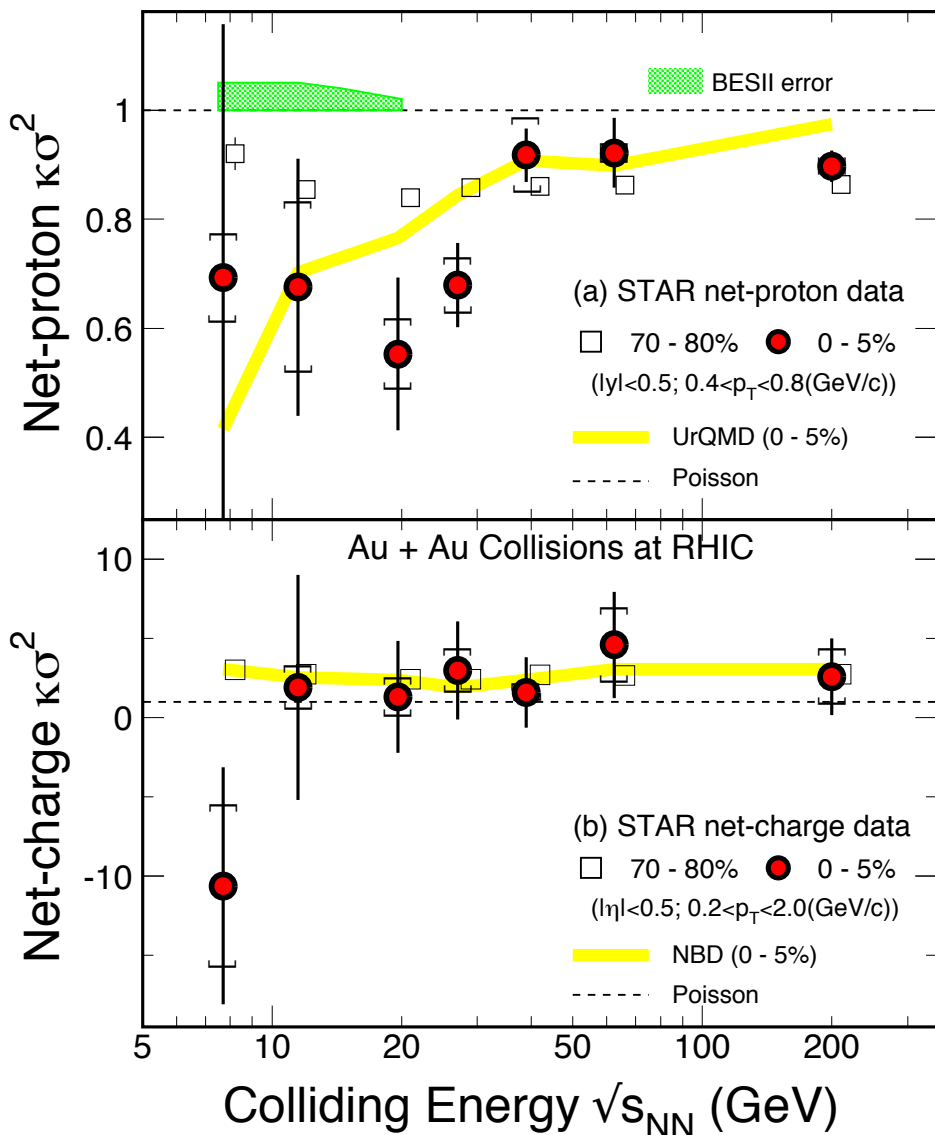 Net-proton κσ²
1
0.8
0.6
0.4
BESII error
(a) STAR net-proton data
70 - 80% 0 - 5%
(|y|<0.5; 0.4<p_T<0.8(GeV/c))
UrQMD (0 - 5%)
Poisson
Net-charge κσ²
10
0
-10
Au + Au Collisions at RHIC
(b) STAR net-charge data
70 - 80% 0 - 5%
(|η|<0.5; 0.2<p_T<2.0(GeV/c))
NBD (0 - 5%)
Poisson
5 10 20 50 100 200
Colliding Energy √s_NN (GeV)